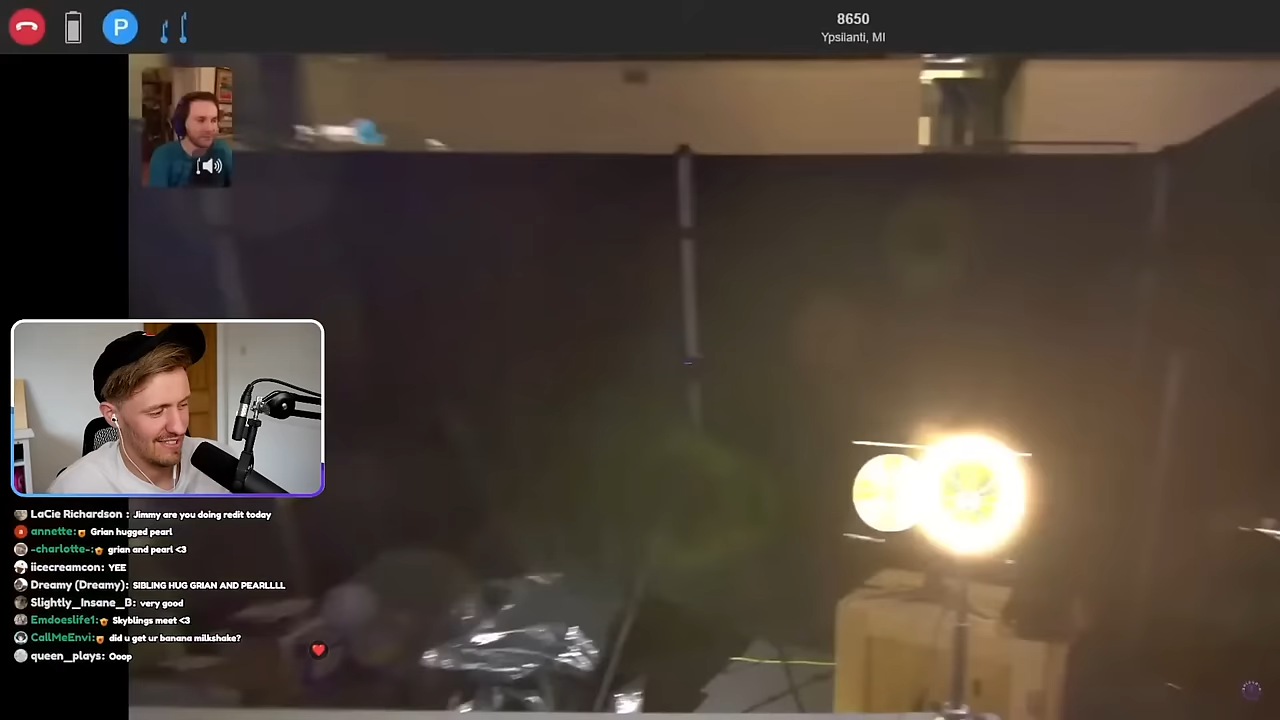 P
8650
Ypsilanti, MI
LaCie Richardson : Jimmy are you doing redit today
annette: Grian hugged pearl
-charlotte-: grian and pearl <3
iicecreamcon: YEE
Dreamy (Dreamy): SIBLING HUG GRIAN AND PEARLLLL
Slightly_Insane_B: very good
Emdoeslife1: Skyblings meet <3
CallMeEnvi: did u get ur banana milkshake?
queen_plays: Ooop